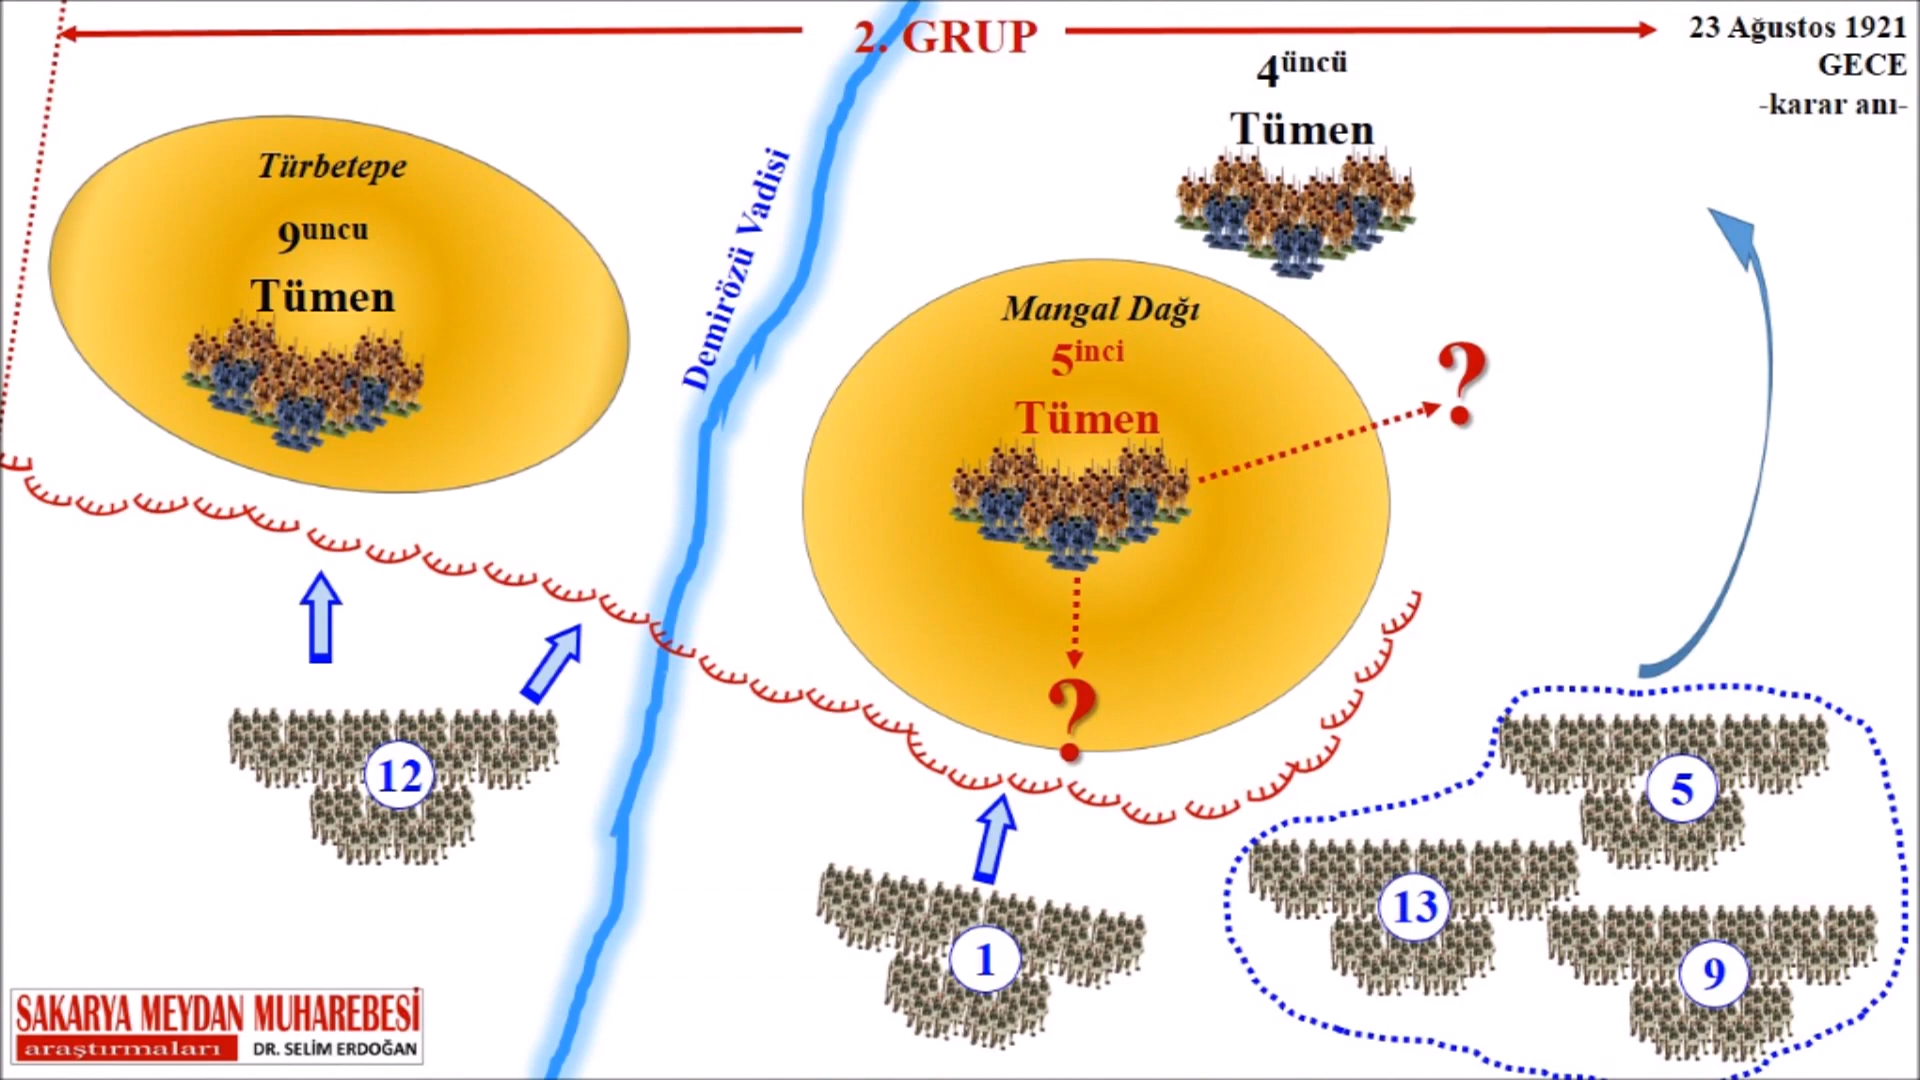 2. GRUP
23 Ağustos 1921
GECE
-karar anı-
4üncü
Tümen
Türbetepe
9uncu
Tümen
Demirözü Vadisi
Mangal Dağı
5inci
Tümen
?
?
12
5
13
1
9
SAKARYA MEYDAN MUHAREBESİ
araştırmaları DR. SELİM ERDOĞAN